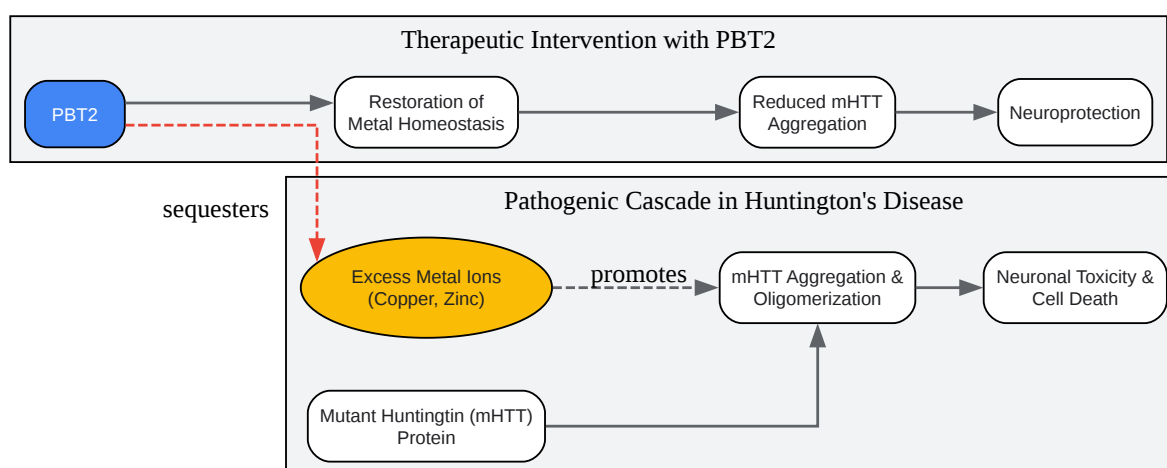 Therapeutic Intervention with PBT2
PBT2
Restoration of
Metal Homeostasis
Reduced mHTT
Aggregation
Neuroprotection
sequesters
Pathogenic Cascade in Huntington's Disease
Excess Metal Ions
(Copper, Zinc)
promotes
mHTT Aggregation &
Oligomerization
Neuronal Toxicity &
Cell Death
Mutant Huntingtin (mHTT)
Protein